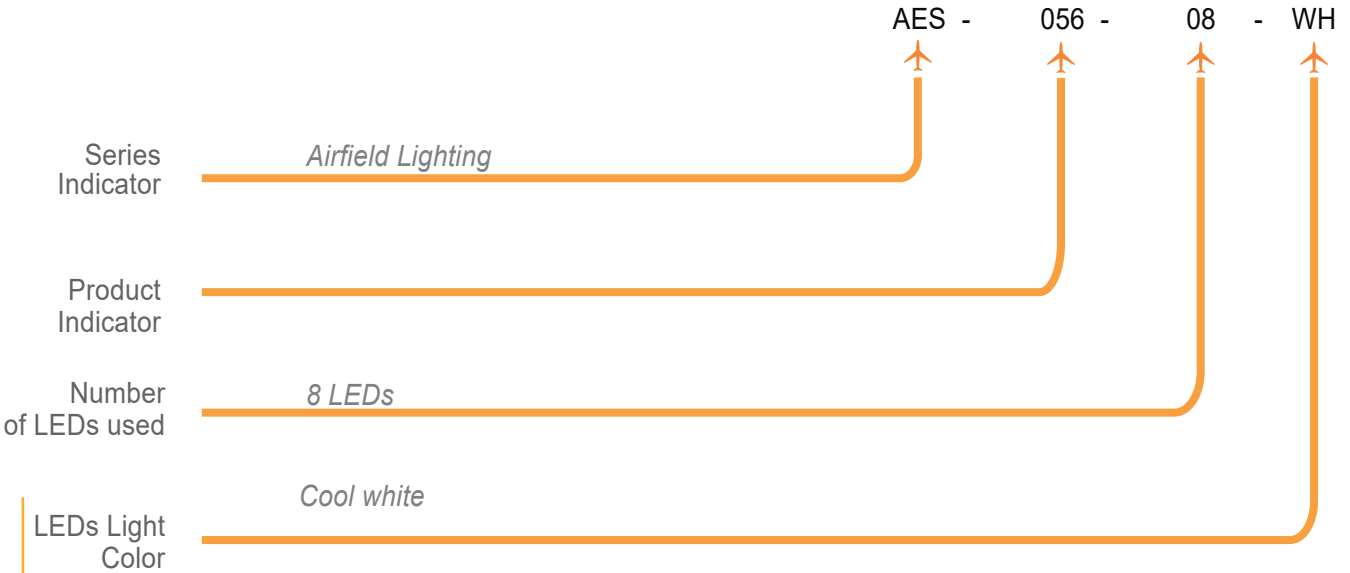 AES - 056 - 08 - WH
Series
Indicator
Airfield Lighting
Product
Indicator
Number
of LEDs used
8 LEDs
Cool white
LEDs Light
Color